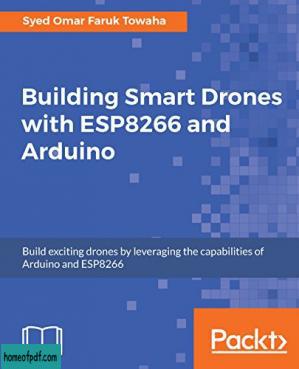 Syed Omar Faruk Towaha
Building Smart Drones
with ESP8266 and
Arduino
Build exciting drones by leveraging the capabilities of
Arduino and ESP8266
Packt>
homeofpdf.com